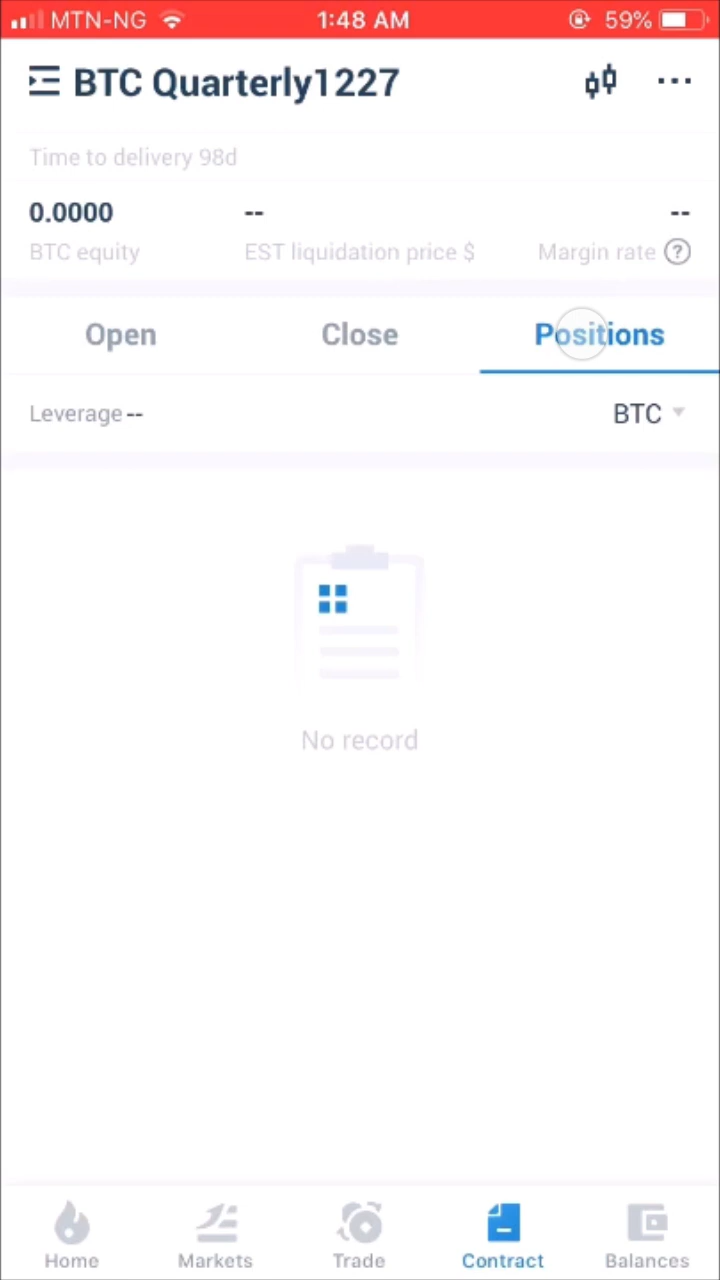 MTN-NG 1:48 AM 59%
BTC Quarterly1227
Time to delivery 98d
0.0000 -- --
BTC equity EST liquidation price $ Margin rate ?
Open Close Positions
Leverage -- BTC
No record
Home Markets Trade Contract Balances